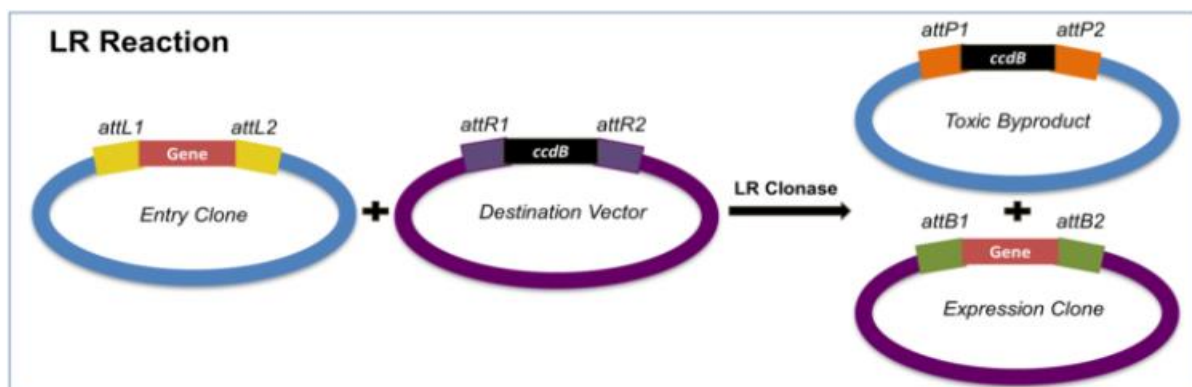 LR Reaction
attL1
attL2
Gene
Entry Clone
+
attR1
attR2
ccdB
Destination Vector
LR Clonase
attP1
attP2
ccdB
Toxic Byproduct
+
attB1
attB2
Gene
Expression Clone